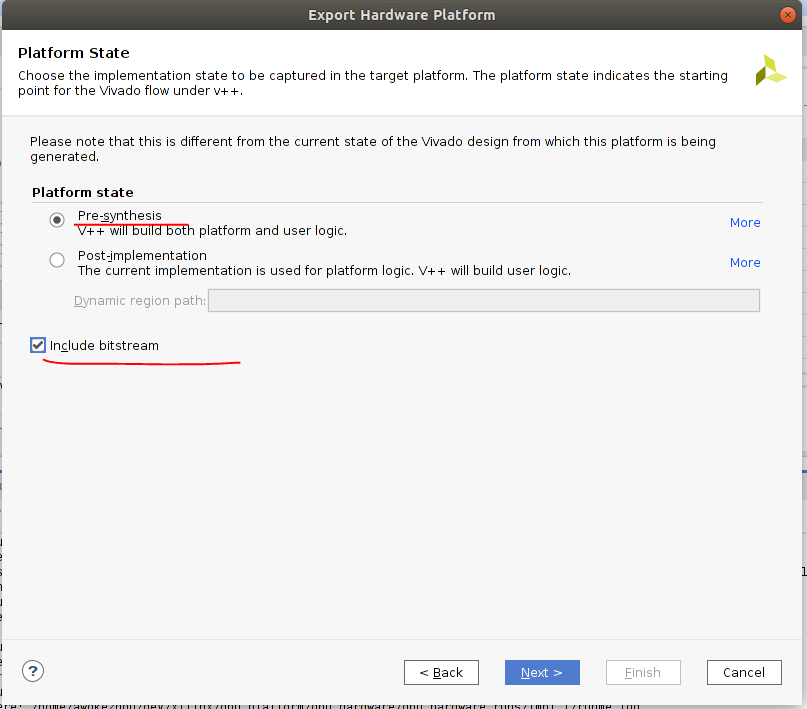 Export Hardware Platform
Platform State
Choose the implementation state to be captured in the target platform. The platform state indicates the starting
point for the Vivado flow under v++.
Please note that this is different from the current state of the Vivado design from which this platform is being
generated.
Platform state
Pre-synthesis
V++ will build both platform and user logic.
More
Post-implementation
The current implementation is used for platform logic. V++ will build user logic.
More
Dynamic region path:
Include bitstream
?
< Back
Next >
Finish
Cancel